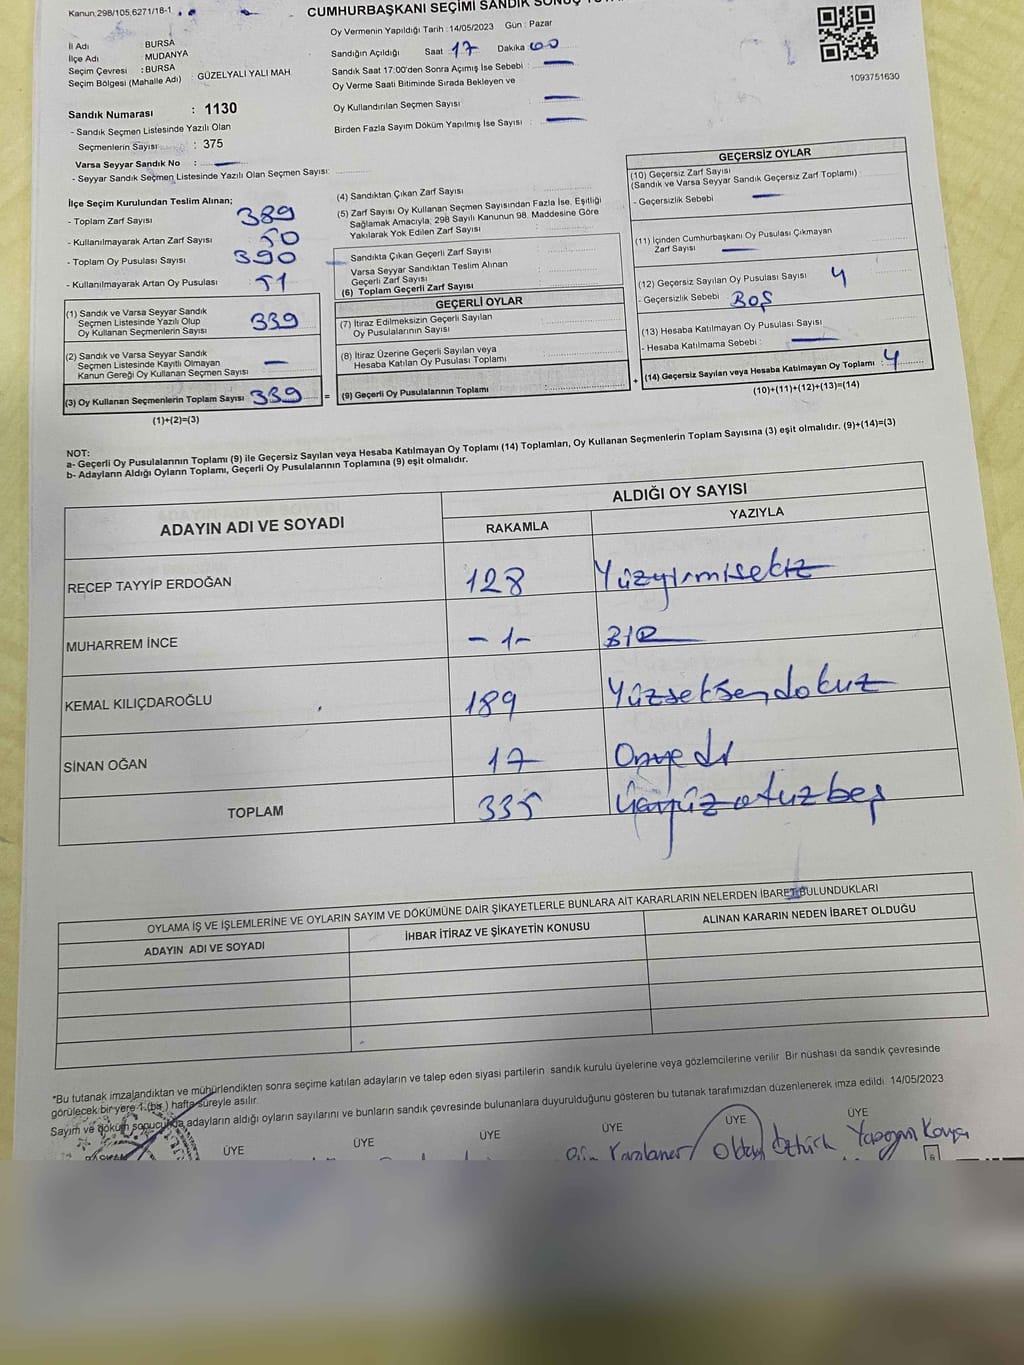 Kanun,298/105,6271/18-1
CUMHURBAŞKANI SEÇİMİ SANDIK SONUÇ
Oy Vermenin Yapıldığı Tarih :14/05/2023 Gün : Pazar
İl Adı BURSA
İlçe Adı MUDANYA
Seçim Çevresi :BURSA
Seçim Bölgesi (Mahalle Adı) : GÜZELYALI YALI MAH.
Sandığın Açıldığı Saat 17 Dakika 00
Sandık Saat 17:00'den Sonra Açımış İse Sebebi : —
Oy Verme Saati Bitiminde Sırada Bekleyen ve
Oy Kullandırılan Seçmen Sayısı —
Birden Fazla Sayım Döküm Yapılmış İse Sayısı : —
1093751630
Sandık Numarası : 1130
- Sandık Seçmen Listesinde Yazılı Olan
Seçmenlerin Sayısı : 375
Varsa Seyyar Sandık No : —
- Seyyar Sandık Seçmen Listesinde Yazılı Olan Seçmen Sayısı:
İlçe Seçim Kurulundan Teslim Alınan;
- Toplam Zarf Sayısı 389
- Kullanılmayarak Artan Zarf Sayısı 50
- Toplam Oy Pusulası Sayısı 390
- Kullanılmayarak Artan Oy Pusulası 51
(1) Sandık ve Varsa Seyyar Sandık
Seçmen Listesinde Yazılı Olup
Oy Kullanan Seçmenlerin Sayısı 339
(2) Sandık ve Varsa Seyyar Sandık
Seçmen Listesinde Kayıtlı Olmayan
Kanun Gereği Oy Kullanan Seçmen Sayısı —
(3) Oy Kullanan Seçmenlerin Toplam Sayısı 339
(1)+(2)=(3)
=
(4) Sandıktan Çıkan Zarf Sayısı :
(5) Zarf Sayısı Oy Kullanan Seçmen Sayısından Fazla İse, Eşitliği
Sağlamak Amacıyla; 298 Sayılı Kanunun 98. Maddesine Göre
Yakılarak Yok Edilen Zarf Sayısı :
Sandıkta Çıkan Geçerli Zarf Sayısı :
Varsa Seyyar Sandıktan Teslim Alınan
Geçerli Zarf Sayısı :
(6) Toplam Geçerli Zarf Sayısı :
GEÇERLİ OYLAR
(7) İtiraz Edilmeksizin Geçerli Sayılan
Oy Pusulalarının Sayısı :
(8) İtiraz Üzerine Geçerli Sayılan veya
Hesaba Katılan Oy Pusulası Toplamı :
(9) Geçerli Oy Pusulalarının Toplamı :
+
GEÇERSİZ OYLAR
(10) Geçersiz Zarf Sayısı
(Sandık ve Varsa Seyyar Sandık Geçersiz Zarf Toplamı)
- Geçersizlik Sebebi —
(11) İçinden Cumhurbaşkanı Oy Pusulası Çıkmayan
Zarf Sayısı —
(12) Geçersiz Sayılan Oy Pusulası Sayısı : 4
- Geçersizlik Sebebi BOŞ
(13) Hesaba Katılmayan Oy Pusulası Sayısı :
- Hesaba Katılmama Sebebi : —
(14) Geçersiz Sayılan veya Hesaba Katılmayan Oy Toplamı : 4
(10)+(11)+(12)+(13)=(14)
NOT:
a- Geçerli Oy Pusulalarının Toplamı (9) ile Geçersiz Sayılan veya Hesaba Katılmayan Oy Toplamı (14) Toplamları, Oy Kullanan Seçmenlerin Toplam Sayısına (3) eşit olmalıdır. (9)+(14)=(3)
b- Adayların Aldığı Oyların Toplamı, Geçerli Oy Pusulalarının Toplamına (9) eşit olmalıdır.
ADAYIN ADI VE SOYADI ALDIĞI OY SAYISI
RAKAMLA YAZIYLA
RECEP TAYYİP ERDOĞAN 128 Yüzyirmisekiz
MUHARREM İNCE - 1 - BİR
KEMAL KILIÇDAROĞLU 189 Yüzseksendokuz
SİNAN OĞAN 17 Onyedi
TOPLAM 335 üçyüzotuzbeş
OYLAMA İŞ VE İŞLEMLERİNE VE OYLARIN SAYIM VE DÖKÜMÜNE DAİR ŞİKAYETLERLE BUNLARA AİT KARARLARIN NELERDEN İBARET BULUNDUKLARI
ADAYIN ADI VE SOYADI İHBAR İTİRAZ VE ŞİKAYETİN KONUSU ALINAN KARARIN NEDEN İBARET OLDUĞU
*Bu tutanak imzalandıktan ve mühürlendikten sonra seçime katılan adayların ve talep eden siyasi partilerin sandık kurulu üyelerine veya gözlemcilerine verilir. Bir nüshası da sandık çevresinde
görülecek bir yere 1 (bir) hafta süreyle asılır.
Sayım ve döküm sonucunda adayların aldığı oyların sayılarını ve bunların sandık çevresinde bulunanlara duyurulduğunu gösteren bu tutanak tarafımızdan düzenlenerek imza edildi. 14/05/2023
ÜYE ÜYE ÜYE ÜYE ÜYE ÜYE
Öztürk